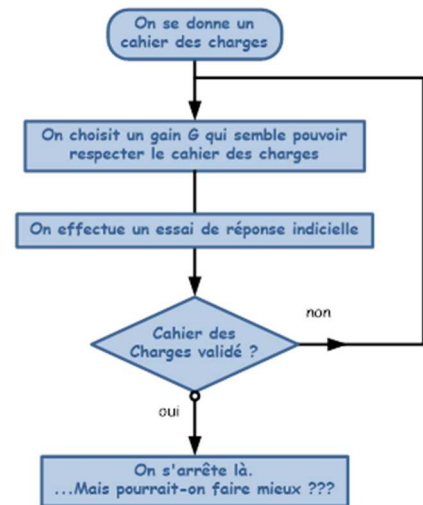 On se donne un
cahier des charges
On choisit un gain G qui semble pouvoir
respecter le cahier des charges
On effectue un essai de réponse indicielle
non
Cahier des
Charges validé ?
oui
On s'arrête là.
...Mais pourrait-on faire mieux ???